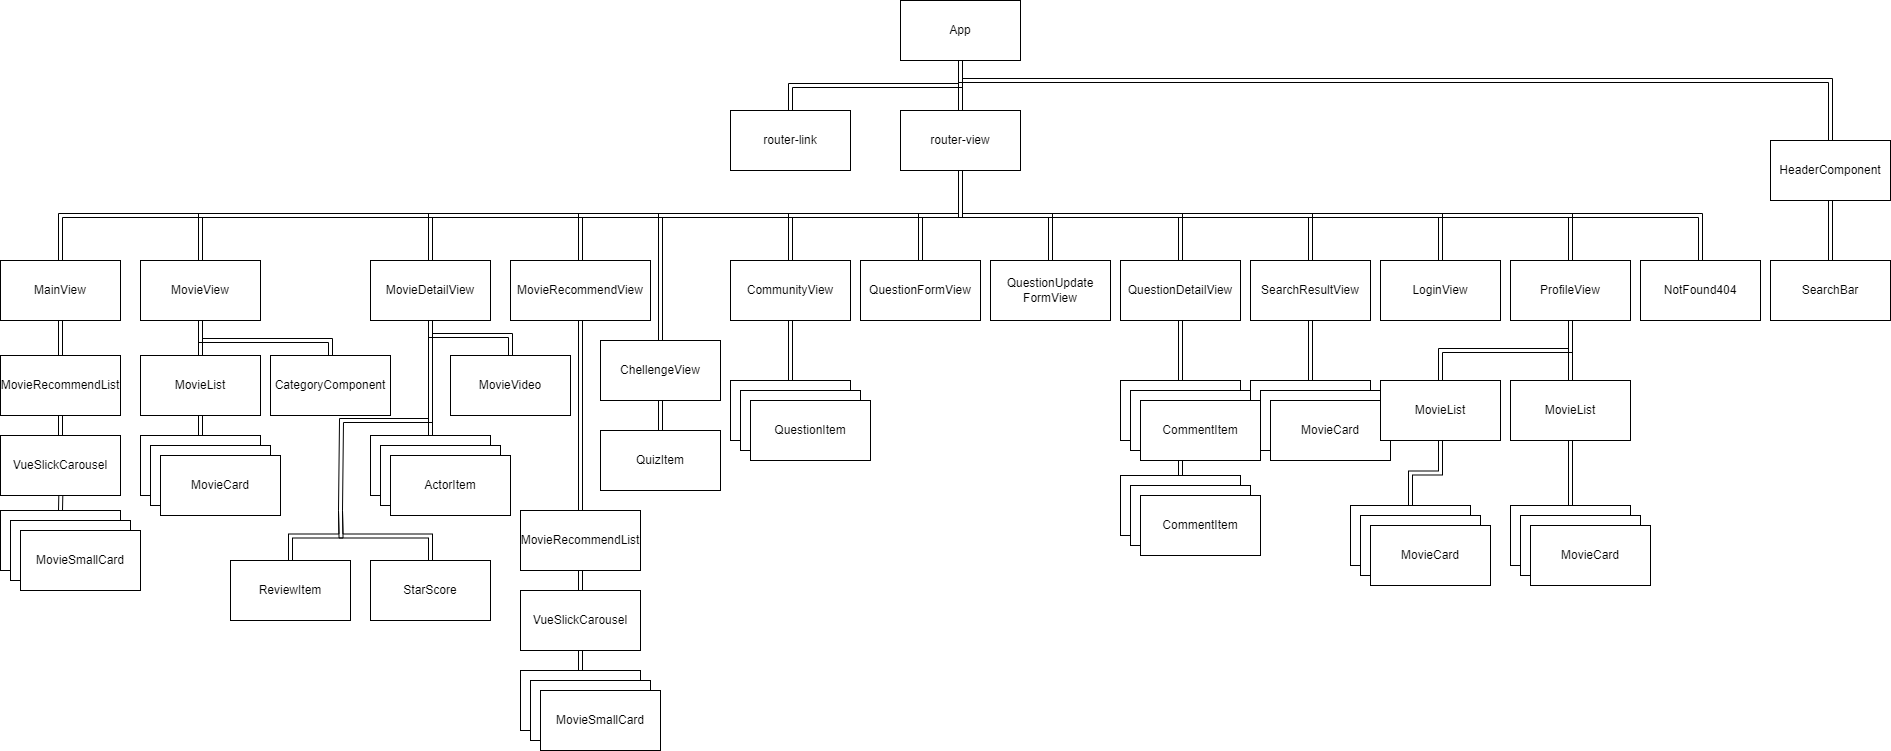 App
router-link
router-view
HeaderComponent
MainView
MovieView
MovieDetailView
MovieRecommendView
CommunityView
QuestionFormView
QuestionUpdate
FormView
QuestionDetailView
SearchResultView
LoginView
ProfileView
NotFound404
SearchBar
MovieRecommendList
MovieList
CategoryComponent
MovieVideo
ChellengeView
MovieList
MovieList
VueSlickCarousel
MovieCard
ActorItem
QuizItem
QuestionItem
CommentItem
MovieCard
MovieSmallCard
MovieRecommendList
CommentItem
MovieCard
MovieCard
ReviewItem
StarScore
VueSlickCarousel
MovieSmallCard